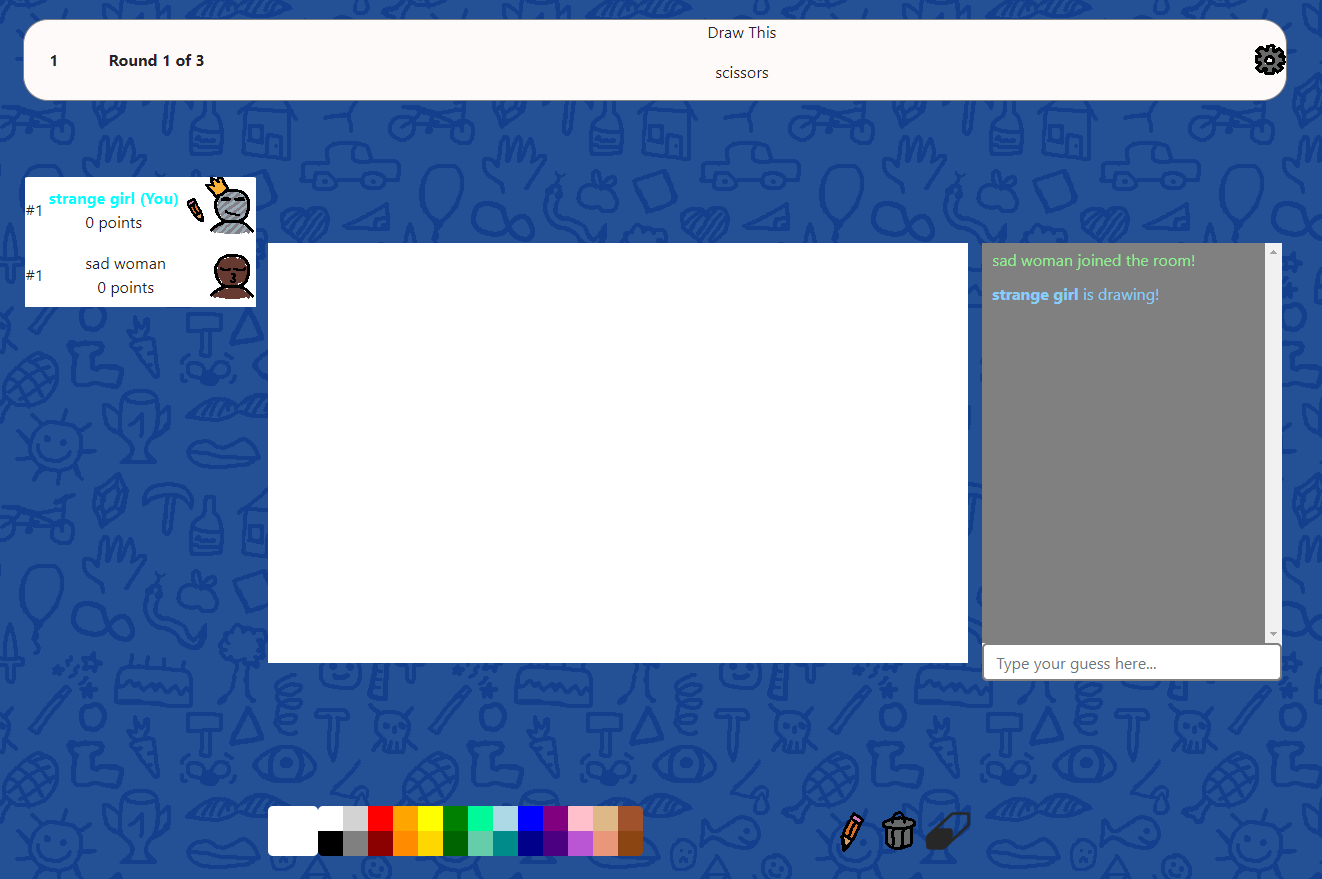 1
Round 1 of 3
Draw This
scissors
#1
strange girl (You)
0 points
#1
sad woman
0 points
sad woman joined the room!
strange girl is drawing!
Type your guess here...